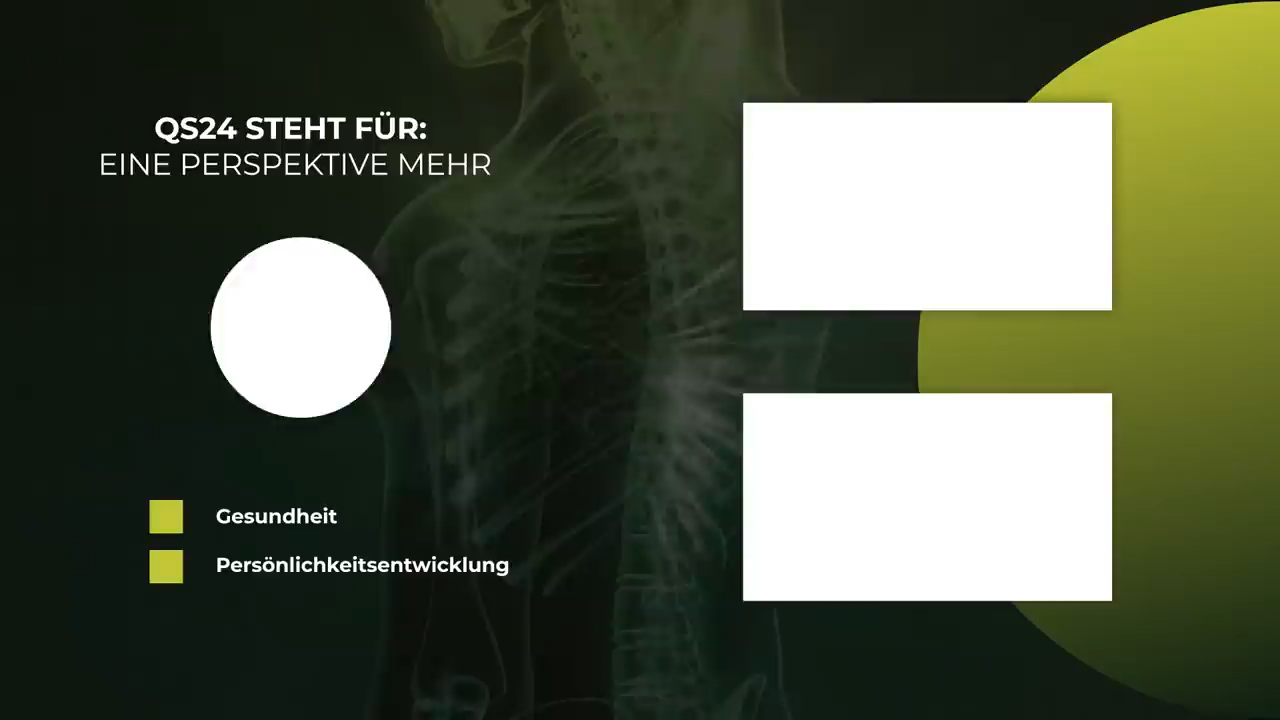 QS24 STEHT FÜR:
EINE PERSPEKTIVE MEHR
Gesundheit
Persönlichkeitsentwicklung